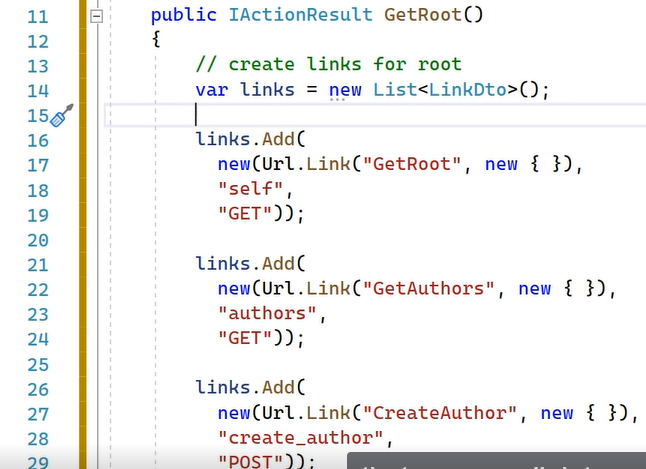 11 public IActionResult GetRoot()
12 {
13 // create links for root
14 var links = new List<LinkDto>();
15
16 links.Add(
17 new(Url.Link("GetRoot", new { }),
18 "self",
19 "GET"));
20
21 links.Add(
22 new(Url.Link("GetAuthors", new { }),
23 "authors",
24 "GET"));
25
26 links.Add(
27 new(Url.Link("CreateAuthor", new { }),
28 "create_author",
29 "POST"));